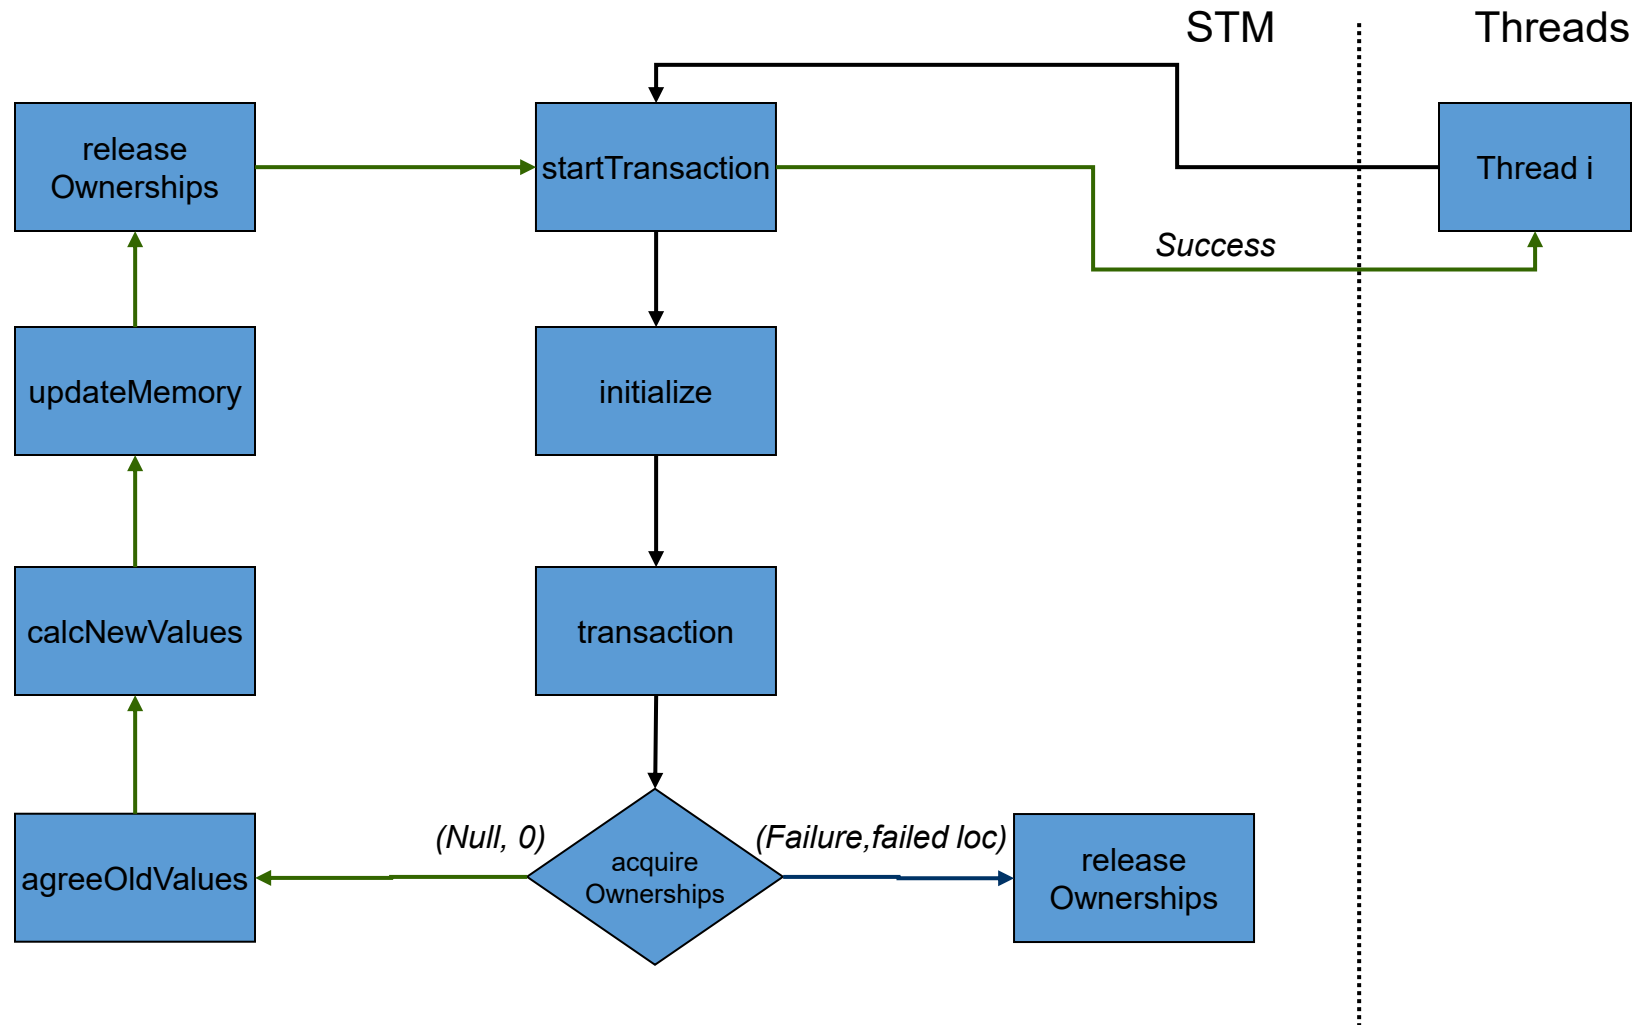 STM
Threads
release
Ownerships
startTransaction
Thread i
Success
updateMemory
initialize
calcNewValues
transaction
(Null, 0)
(Failure,failed loc)
agreeOldValues
acquire
Ownerships
release
Ownerships